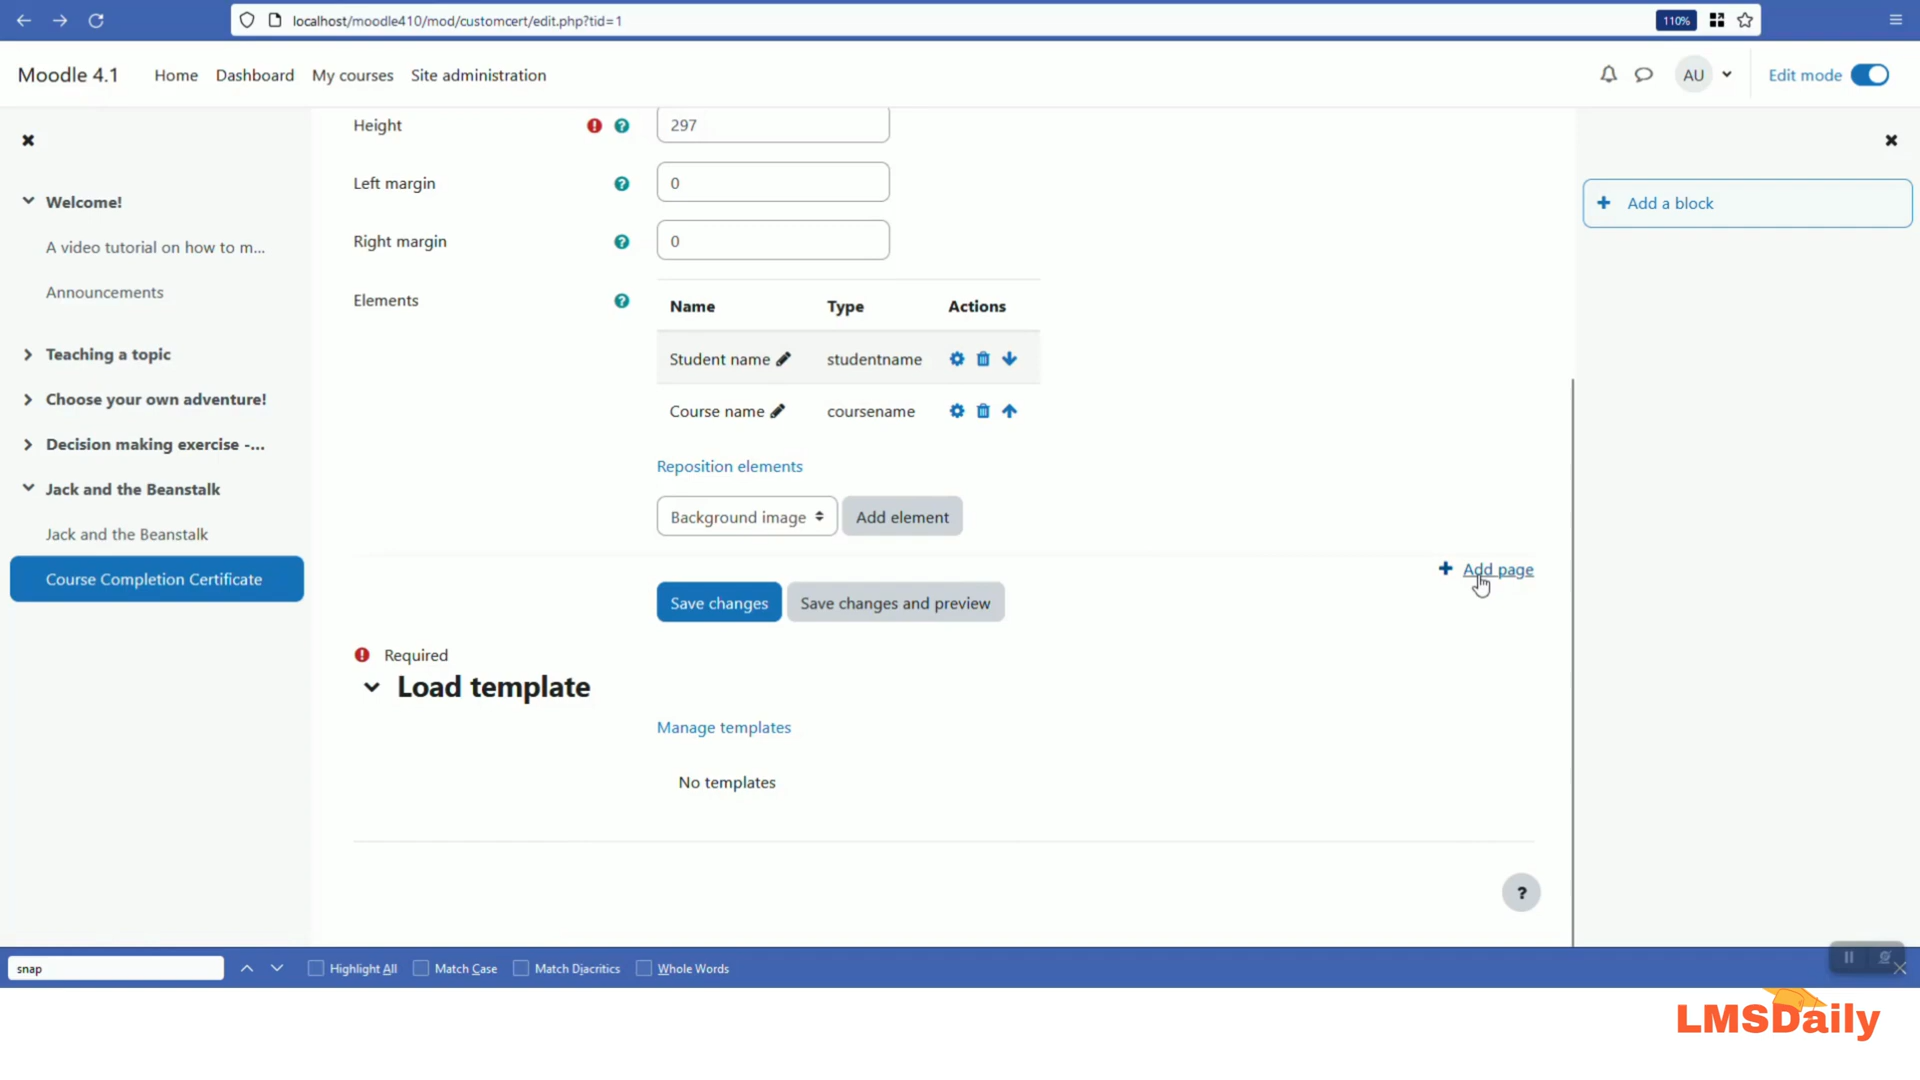 localhost/moodle410/mod/customcert/edit.php?tid=1
110%
Moodle 4.1 Home Dashboard My courses Site administration
AU
Edit mode
Height
297
Left margin
0
Right margin
0
Elements
Name Type Actions
Student name studentname
Course name coursename
Reposition elements
Background image Add element
+ Add page
Save changes Save changes and preview
Required
Load template
Manage templates
No templates
Welcome!
A video tutorial on how to m...
Announcements
Teaching a topic
Choose your own adventure!
Decision making exercise -...
Jack and the Beanstalk
Jack and the Beanstalk
Course Completion Certificate
+ Add a block
?
snap
Highlight All Match Case Match Diacritics Whole Words
LMSDaily